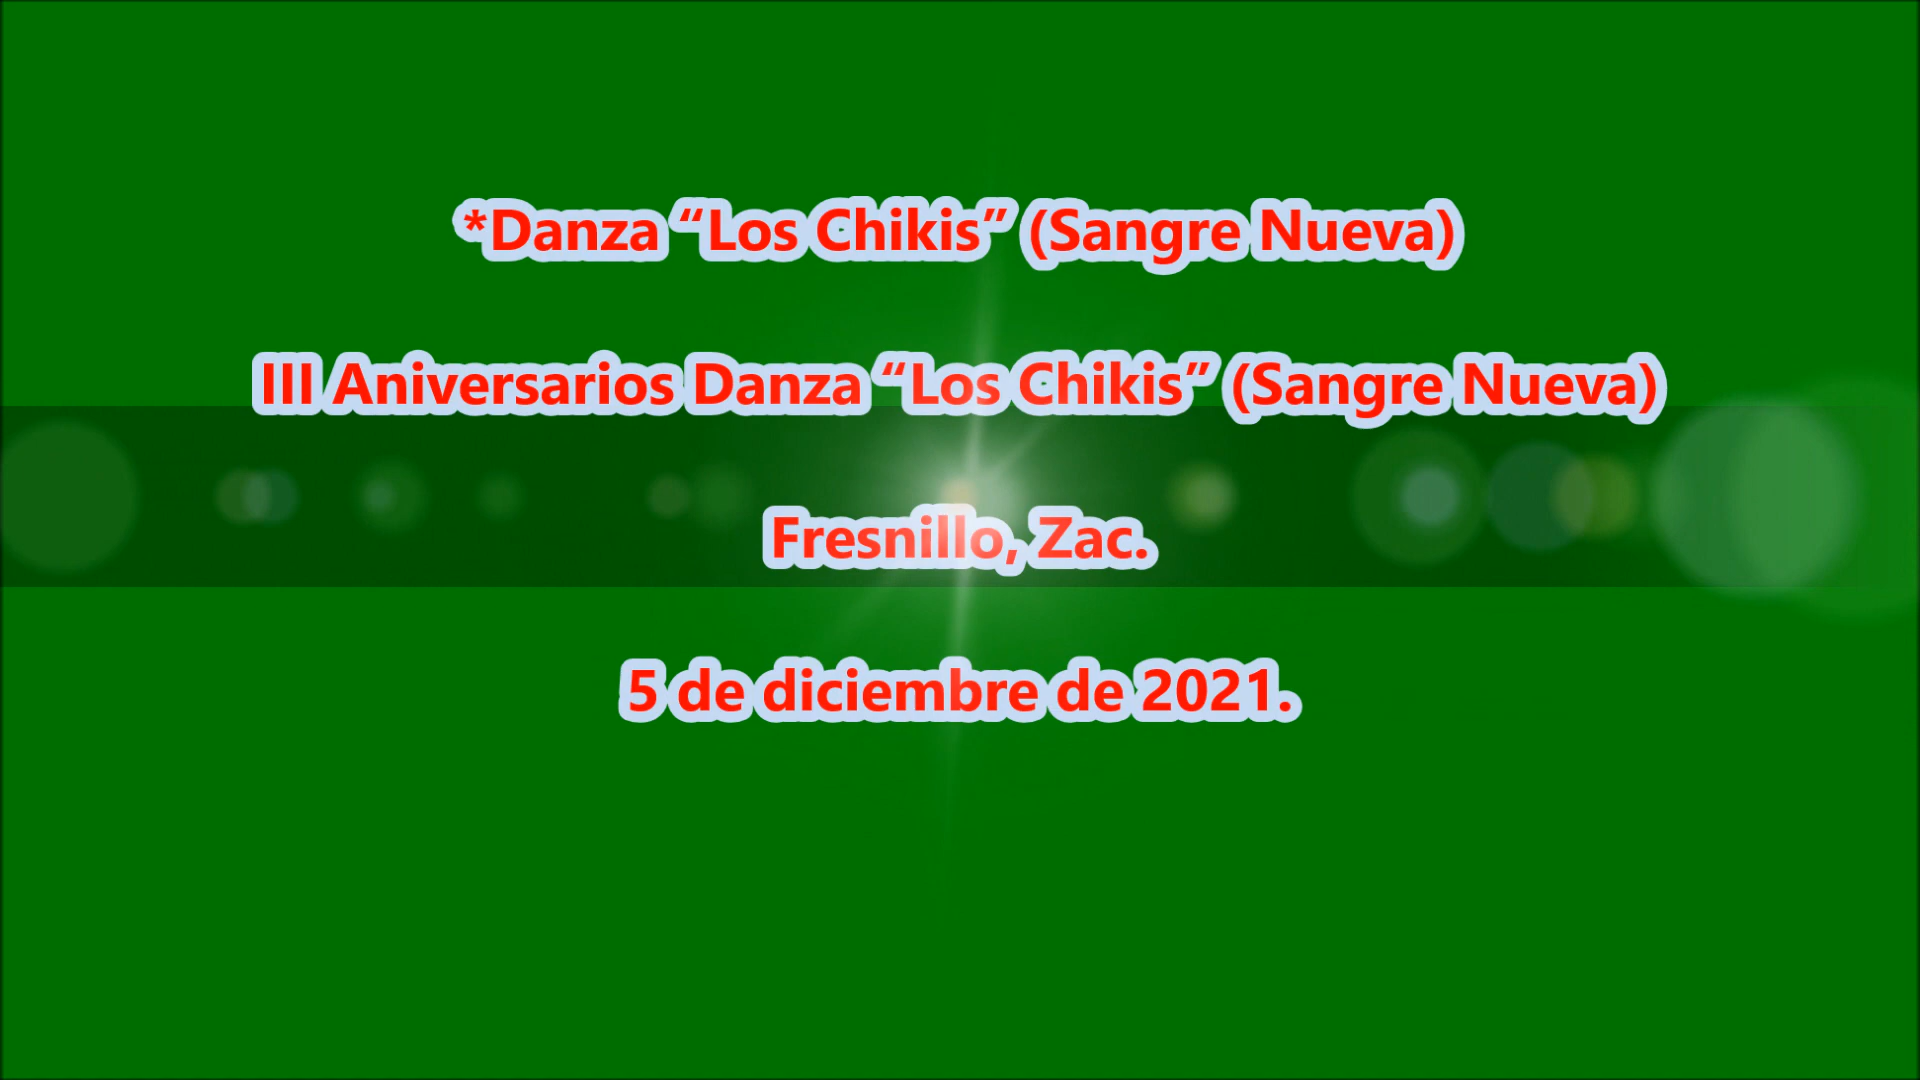 *Danza “Los Chikis” (Sangre Nueva)
III Aniversarios Danza “Los Chikis” (Sangre Nueva)
Fresnillo, Zac.
5 de diciembre de 2021.